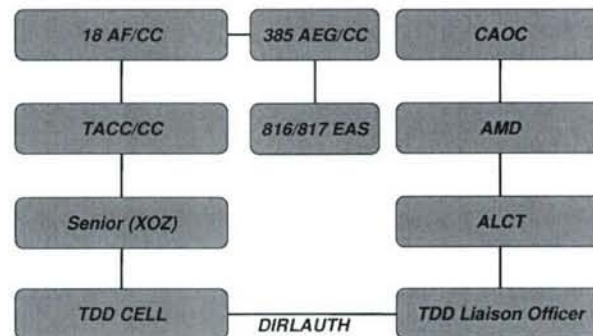 18 AF/CC
385 AEG/CC
CAOC
TACC/CC
816/817 EAS
AMD
Senior (XOZ)
ALCT
TDD CELL
DIRLAUTH
TDD Liaison Officer